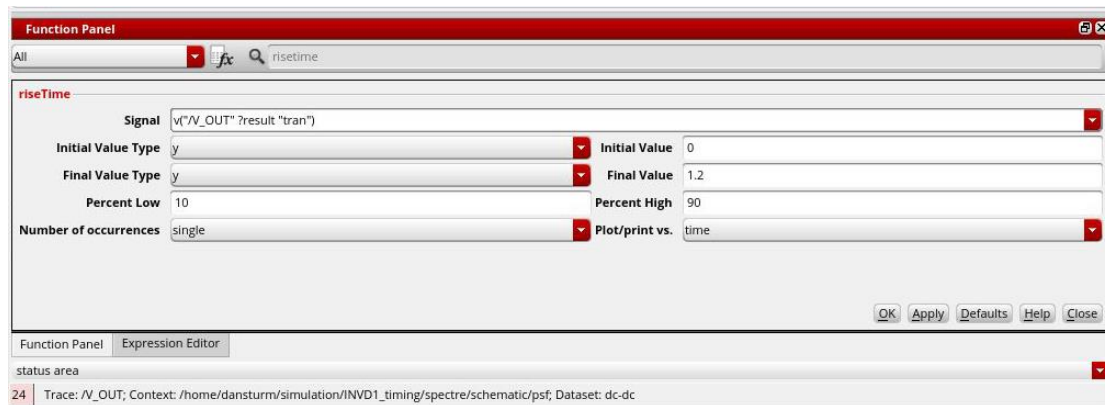 Function Panel
All fx risetime
riseTime
Signal v("/V_OUT" ?result "tran")
Initial Value Type y Initial Value 0
Final Value Type y Final Value 1.2
Percent Low 10 Percent High 90
Number of occurrences single Plot/print vs. time
OK Apply Defaults Help Close
Function Panel Expression Editor
status area
24 Trace: /V_OUT; Context: /home/dansturm/simulation/INVD1_timing/spectre/schematic/psf; Dataset: dc-dc